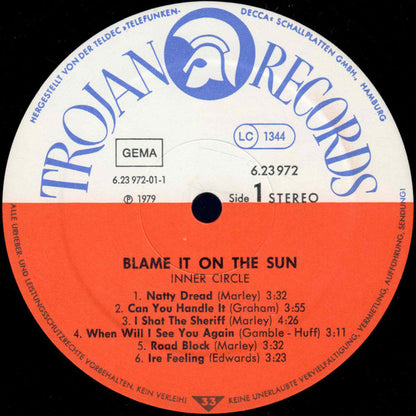 HERGESTELLT VON DER TELDEC »TELEFUNKEN-DECCA« SCHALLPLATTEN GMBH, HAMBURG
TROJAN RECORDS
GEMA
LC 1344
6.23 972-01-1
6.23972
℗ 1979
Side 1 STEREO
BLAME IT ON THE SUN
INNER CIRCLE
1. Natty Dread (Marley) 3:32
2. Can You Handle It (Graham) 3:55
3. I Shot The Sheriff (Marley) 4:26
4. When Will I See You Again (Gamble - Huff) 3:11
5. Road Block (Marley) 3:32
6. Ire Feeling (Edwards) 3:23
33
ALLE URHEBER- UND LEISTUNGSSCHUTZRECHTE VORBEHALTEN. KEIN VERLEIH! KEINE UNERLAUBTE VERVIELFÄLTIGUNG, VERMIETUNG, AUFFÜHRUNG, SENDUNG!